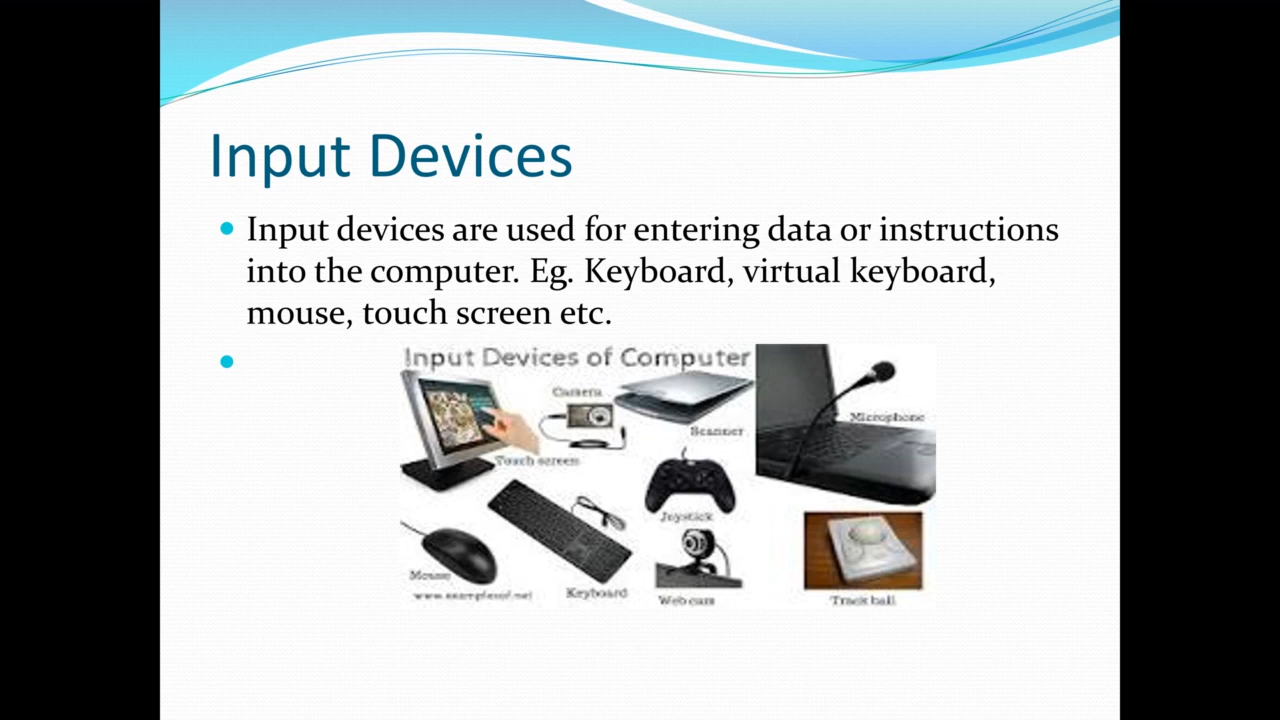 Input Devices
Input devices are used for entering data or instructions
into the computer. Eg. Keyboard, virtual keyboard,
mouse, touch screen etc.
Input Devices of Computer
Camera
Scanner
Microphone
Touch screen
Joystick
Mouse
Keyboard
Web cam
Track ball